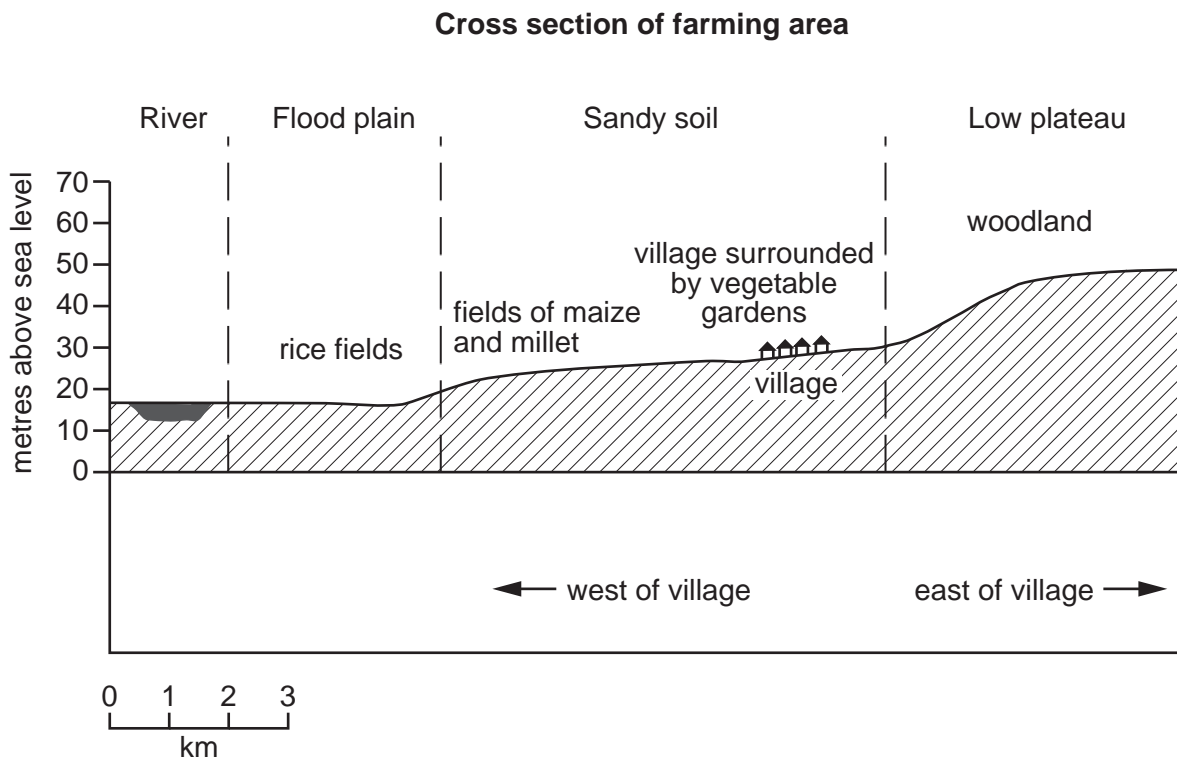 Cross section of farming area
River
Flood plain
Sandy soil
Low plateau
metres above sea level
70
60
50
40
30
20
10
0
rice fields
fields of maize
and millet
village surrounded
by vegetable
gardens
village
woodland
west of village
east of village
0 1 2 3
km